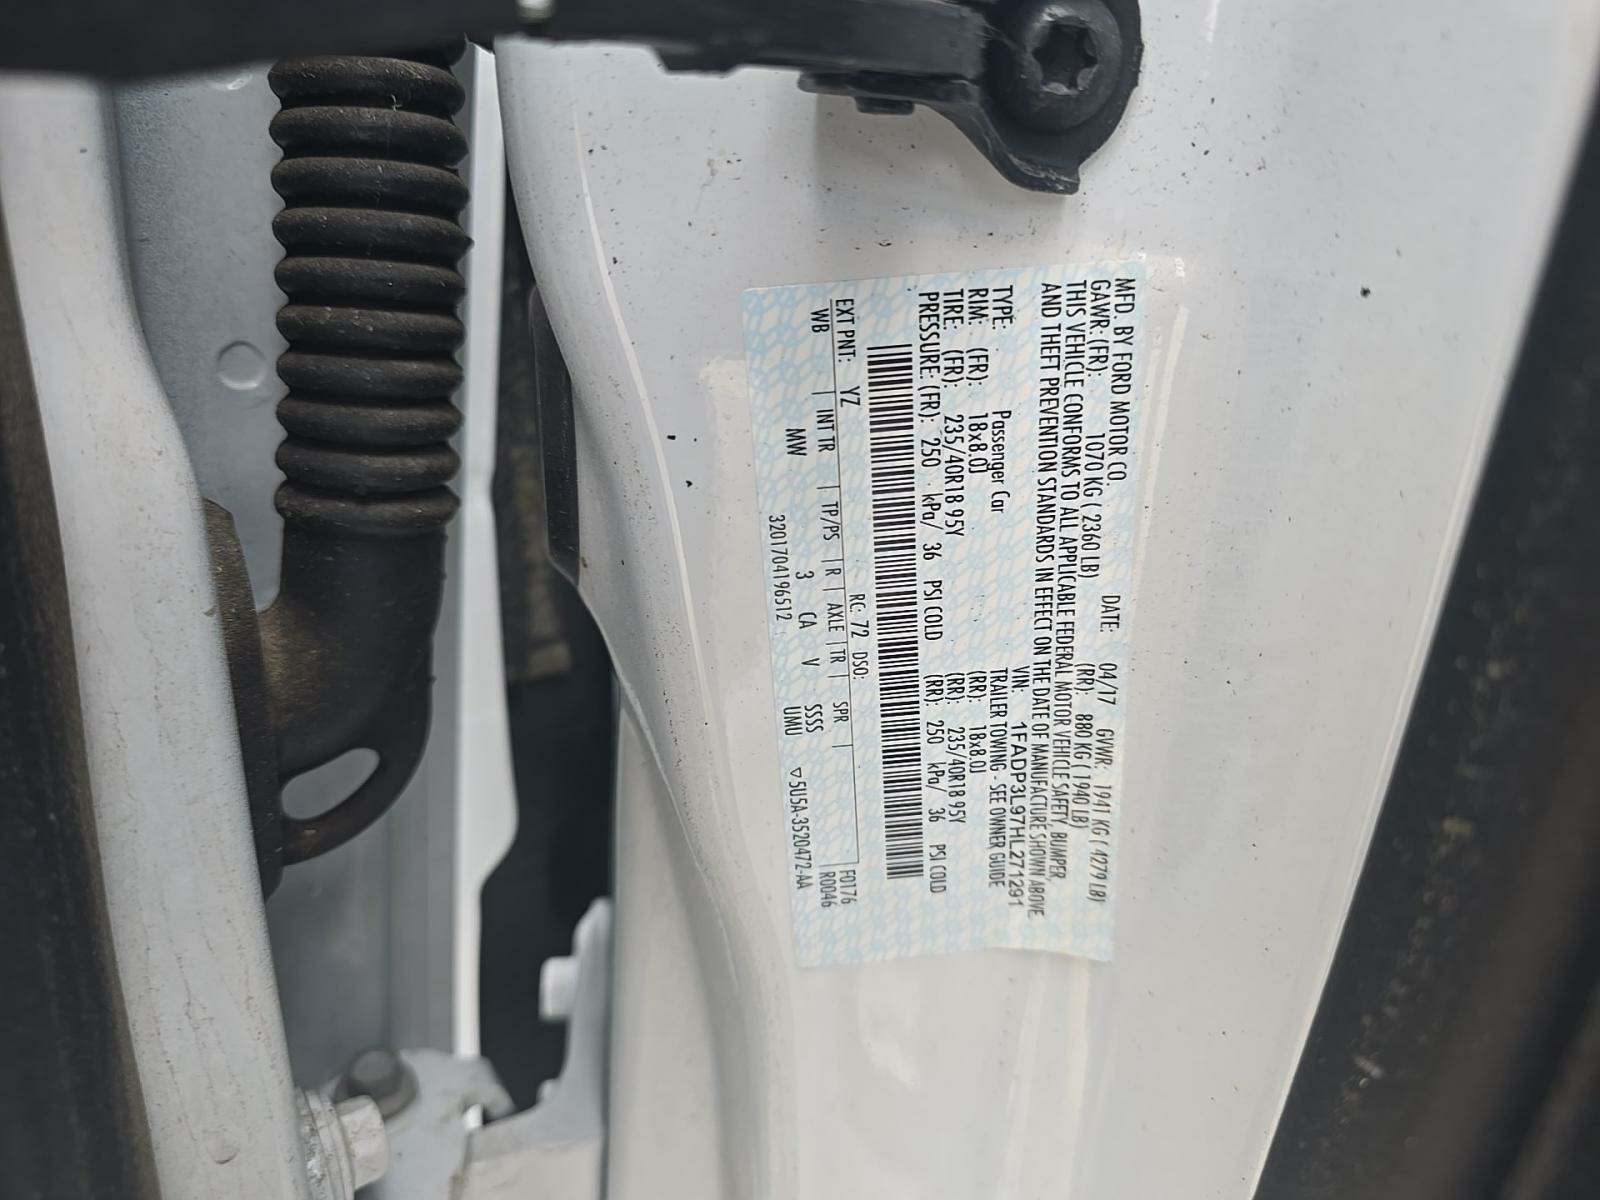 MFD. BY FORD MOTOR CO.
DATE: 04/17 GVWR: 1941 KG ( 4279 LB)
GAWR: (FR): 1070 KG ( 2360 LB) (RR): 880 KG ( 1940 LB)
THIS VEHICLE CONFORMS TO ALL APPLICABLE FEDERAL MOTOR VEHICLE SAFETY, BUMPER,
AND THEFT PREVENTION STANDARDS IN EFFECT ON THE DATE OF MANUFACTURE SHOWN ABOVE
VIN: 1FADP3L97HL271291
TYPE: Passenger Car TRAILER TOWING - SEE OWNER GUIDE
RIM: (FR): 18x8.0J (RR): 18x8.0J
TIRE: (FR): 235/40R18 95Y (RR): 235/40R18 95Y
PRESSURE: (FR): 250 kPa/ 36 PSI COLD (RR): 250 kPa/ 36 PSI COLD
F0176
EXT PNT: YZ RC: 72 DSO: R0046
WB | INT TR | TP/PS | R | AXLE | TR | SPR |
MW 3 CA V SSSS
3201704196512 UMU ▽5U5A-3520472-AA